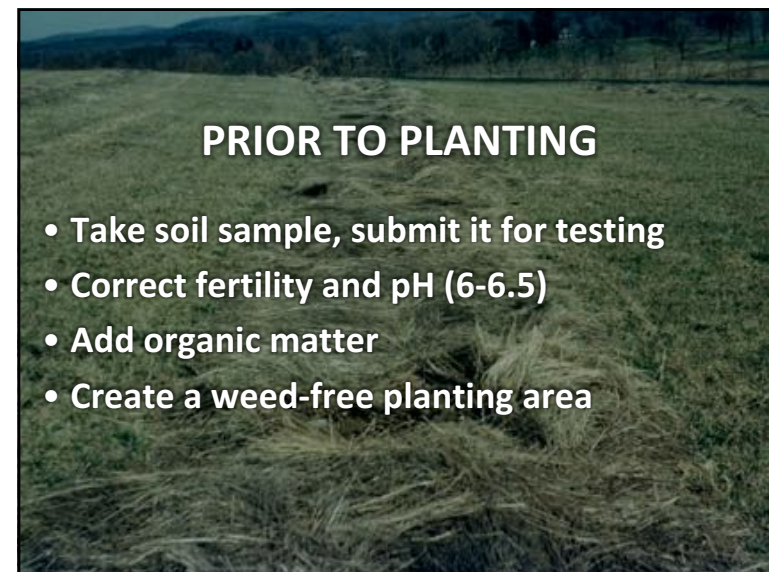 PRIOR TO PLANTING
• Take soil sample, submit it for testing
• Correct fertility and pH (6-6.5)
• Add organic matter
• Create a weed-free planting area